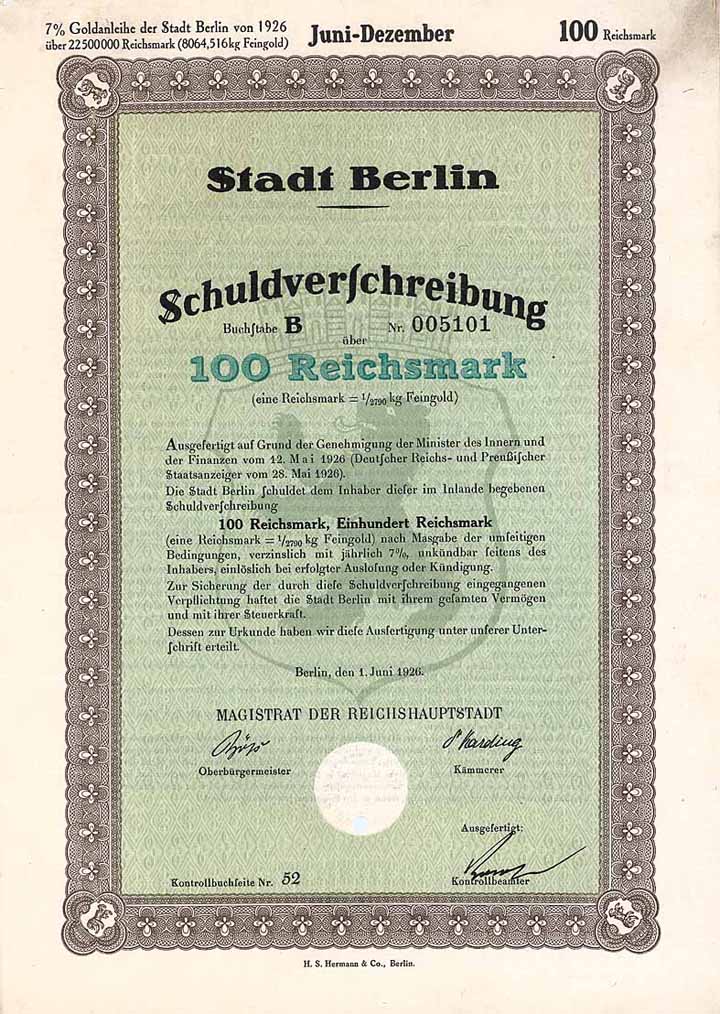 7% Goldanleihe der Stadt Berlin von 1926
über 22500000 Reichsmark (8064,516kg Feingold)
Juni-Dezember
100 Reichsmark
Stadt Berlin
Schuldverſchreibung
Buchſtabe B Nr. 005101
über
100 Reichsmark
(eine Reichsmark = 1/2790 kg Feingold)
Ausgefertigt auf Grund der Genehmigung der Minister des Innern und
der Finanzen vom 12. Mai 1926 (Deutſcher Reichs- und Preußiſcher
Staatsanzeiger vom 28. Mai 1926).
Die Stadt Berlin ſchuldet dem Inhaber dieſer im Inlande begebenen
Schuldverſchreibung
100 Reichsmark, Einhundert Reichsmark
(eine Reichsmark = 1/2790 kg Feingold) nach Masgabe der umſeitigen
Bedingungen, verzinslich mit jährlich 7%, unkündbar ſeitens des
Inhabers, einlöslich bei erfolgter Ausloſung oder Kündigung.
Zur Sicherung der durch dieſe Schuldverſchreibung eingegangenen
Verpflichtung haftet die Stadt Berlin mit ihrem geſamten Vermögen
und mit ihrer Steuerkraft.
Dessen zur Urkunde haben wir dieſe Ausfertigung unter unſerer Unter-
ſchrift erteilt.
Berlin, den 1. Juni 1926.
MAGISTRAT DER REICHSHAUPTSTADT
Böß
Karding
Oberbürgermeister
Kämmerer
Ausgefertigt:
Kontrollbuchſeite Nr. 52
Kontrollbeamter
H. S. Hermann & Co., Berlin.